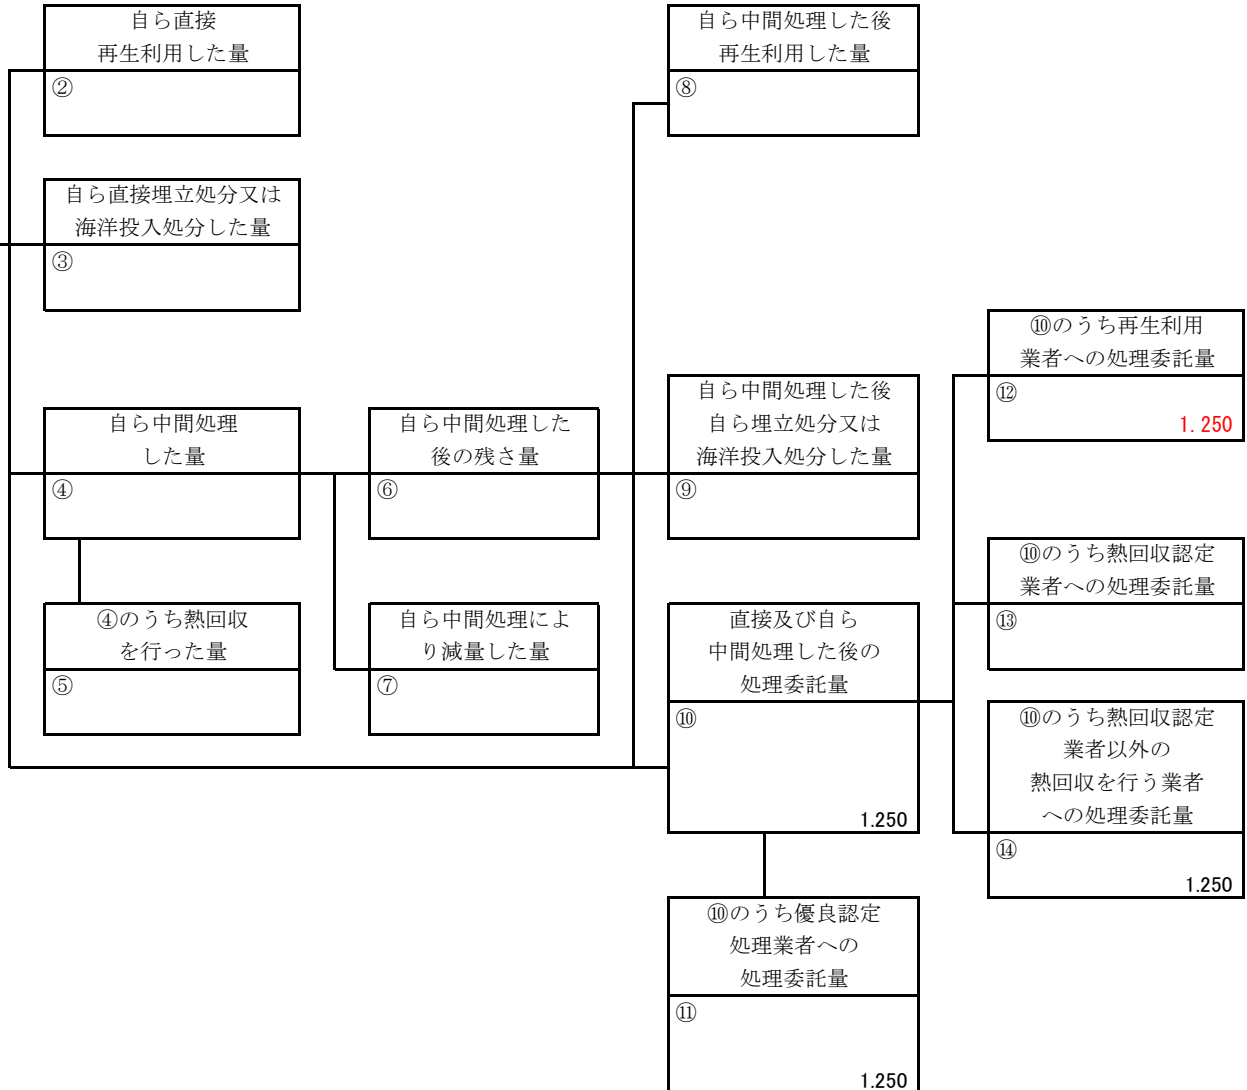 自ら直接
再生利用した量
②
自ら中間処理した後
再生利用した量
⑧
自ら直接埋立処分又は
海洋投入処分した量
③
⑩のうち再生利用
業者への処理委託量
⑫
1.250
自ら中間処理
した量
④
自ら中間処理した
後の残さ量
⑥
自ら中間処理した後
自ら埋立処分又は
海洋投入処分した量
⑨
⑩のうち熱回収認定
業者への処理委託量
⑬
④のうち熱回収
を行った量
⑤
自ら中間処理によ
り減量した量
⑦
直接及び自ら
中間処理した後の
処理委託量
⑩
1.250
⑩のうち熱回収認定
業者以外の
熱回収を行う業者
への処理委託量
⑭
1.250
⑩のうち優良認定
処理業者への
処理委託量
⑪
1.250